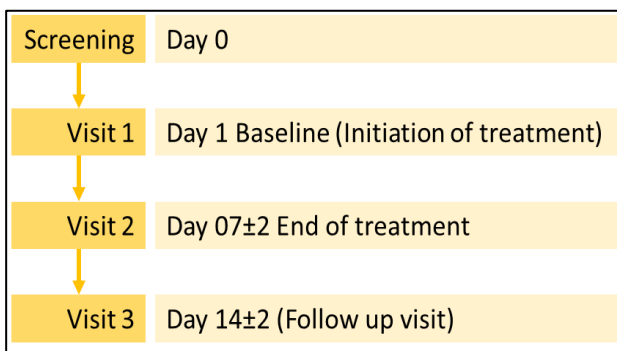 Screening Day 0
Visit 1 Day 1 Baseline (Initiation of treatment)
Visit 2 Day 07±2 End of treatment
Visit 3 Day 14±2 (Follow up visit)